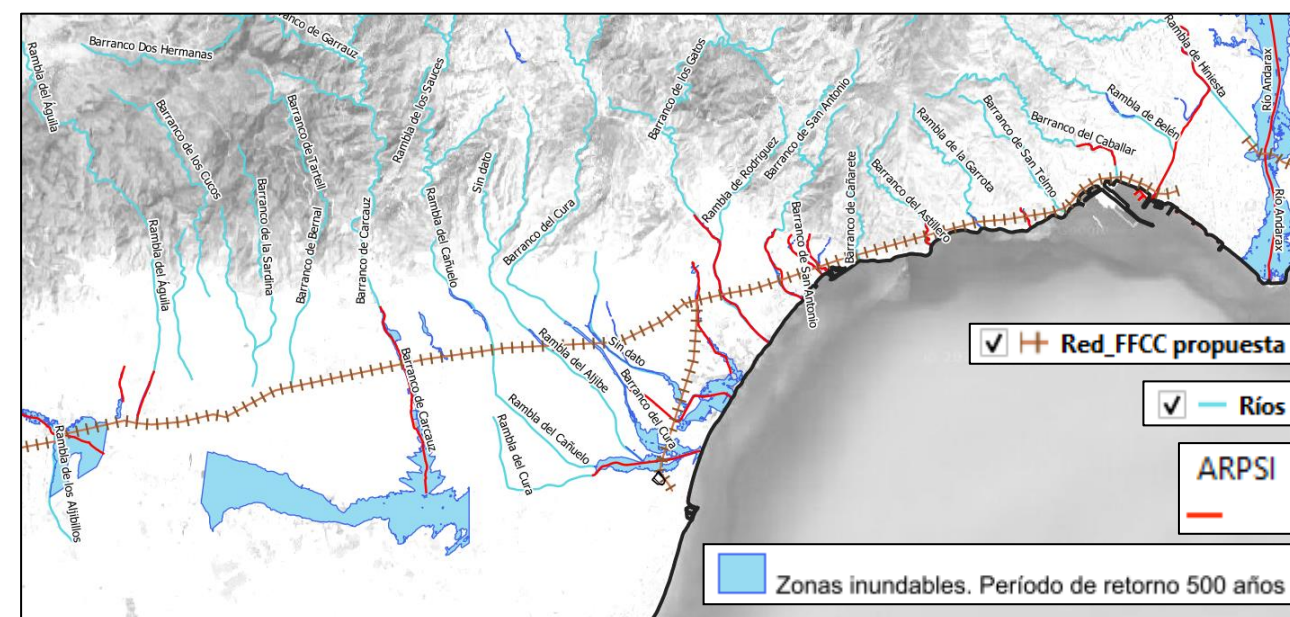 Barranco de Garrauz
Barranco Dos Hermanas
Rambla del Águila
Barranco de los Cucos
Barranco de Tartell
Rambla de los Sauces
Barranco de los Gatos
Barranco de San Antonio
Rambla de Hiniesta
Río Andarax
Rambla de Belén
Barranco del Caballar
Sin dato
Rambla de Rodriguez
Rambla de la Garrota
Barranco de San Telmo
Barranco de Cañarete
Barranco del Astillero
Barranco de la Sardina
Barranco de Bernal
Barranco de Carcauz
Rambla del Cañuelo
Barranco del Cura
Rambla del Águila
Barranco de San Antonio
Río Andarax
Sin dato
Rambla del Aljibe
Barranco del Cura
Barranco de Carcauz
Rambla del Cañuelo
Rambla del Cura
Rambla de los Aljibillos
Red_FFCC propuesta
Ríos
ARPSI
Zonas inundables. Período de retorno 500 años